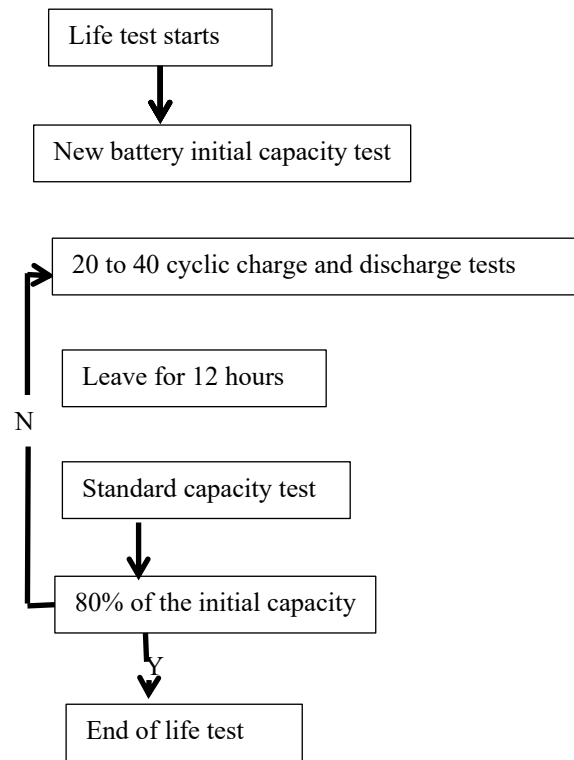 Life test starts
New battery initial capacity test
20 to 40 cyclic charge and discharge tests
Leave for 12 hours
N
Standard capacity test
80% of the initial capacity
Y
End of life test